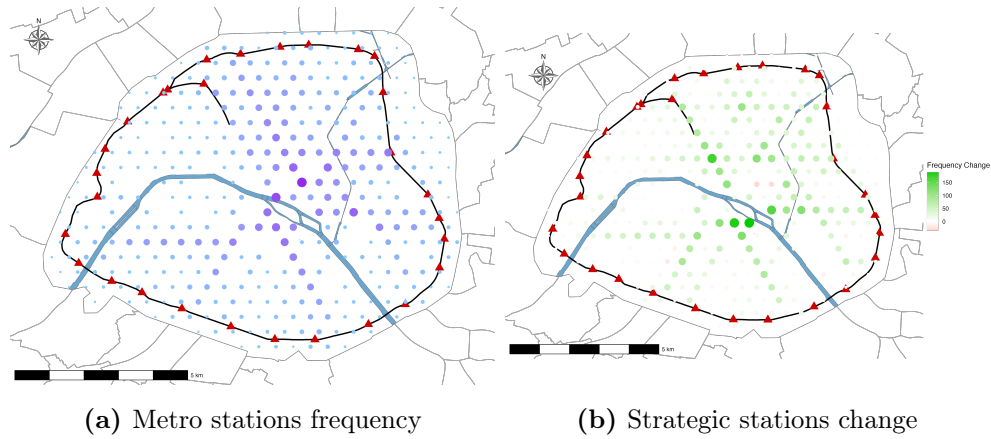 N
5 km
(a) Metro stations frequency
N
Frequency Change
150
100
50
0
5 km
(b) Strategic stations change